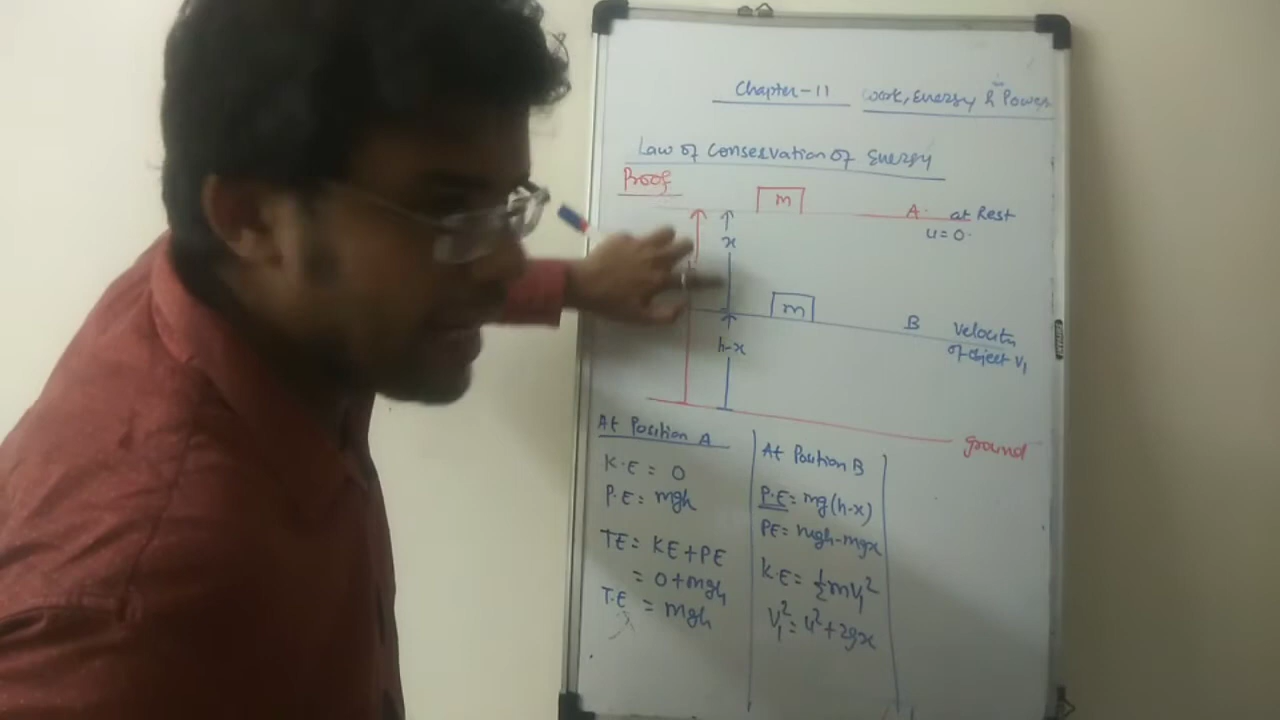 Chapter-11 Work, Energy & Power
Law of Conservation of Energy
Proof
m
A. at Rest
u=0.
x
m
B Velocity
of object V₁
h-x
ground
At Position A
K.E = 0
P.E = mgh
TE = KE+PE
= 0+mgh
T.E = mgh
At Position B
P.E = mg(h-x)
PE = mgh-mgx
K.E = ½mv₁²
V₁² = u²+2gx